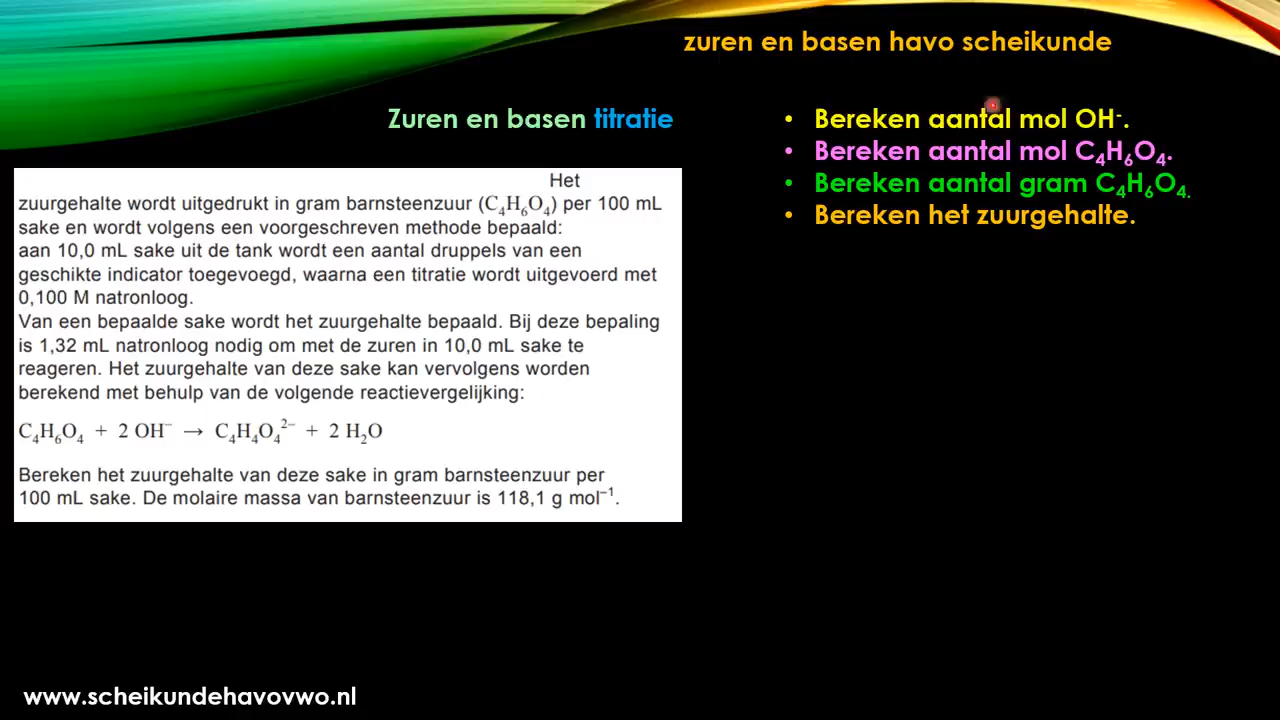 zuren en basen havo scheikunde
Zuren en basen titratie
• Bereken aantal mol OH⁻.
• Bereken aantal mol C₄H₆O₄.
• Bereken aantal gram C₄H₆O₄.
• Bereken het zuurgehalte.
Het
zuurgehalte wordt uitgedrukt in gram barnsteenzuur (C₄H₆O₄) per 100 mL
sake en wordt volgens een voorgeschreven methode bepaald:
aan 10,0 mL sake uit de tank wordt een aantal druppels van een
geschikte indicator toegevoegd, waarna een titratie wordt uitgevoerd met
0,100 M natronloog.
Van een bepaalde sake wordt het zuurgehalte bepaald. Bij deze bepaling
is 1,32 mL natronloog nodig om met de zuren in 10,0 mL sake te
reageren. Het zuurgehalte van deze sake kan vervolgens worden
berekend met behulp van de volgende reactievergelijking:
C₄H₆O₄ + 2 OH⁻ → C₄H₄O₄²⁻ + 2 H₂O
Bereken het zuurgehalte van deze sake in gram barnsteenzuur per
100 mL sake. De molaire massa van barnsteenzuur is 118,1 g mol⁻¹.
www.scheikundehavovwo.nl